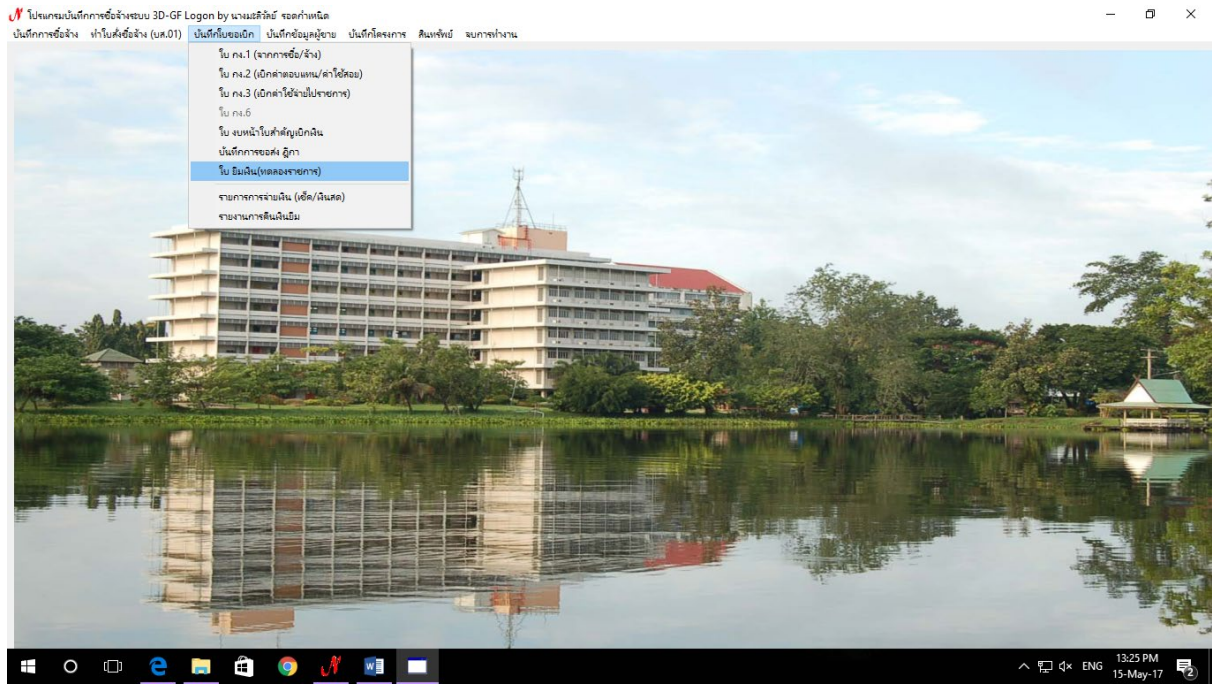 โปรแกรมบันทึกการซื้อจ้างระบบ 3D-GF Logon by นางมะลิวัลย์ รอดกำเหนิด
บันทึกการซื้อจ้าง ทำใบสั่งซื้อจ้าง (บส.01) บันทึกใบขอเบิก บันทึกข้อมูลผู้ขาย บันทึกโครงการ สินทรัพย์ จบการทำงาน
ใบ กง.1 (จากการซื้อ/จ้าง)
ใบ กง.2 (เบิกค่าตอบแทน/ค่าใช้สอย)
ใบ กง.3 (เบิกค่าใช้จ่ายไปราชการ)
ใบ กง.6
ใบ งบหน้าใบสำคัญเบิกเงิน
บันทึกการขอส่ง ฎีกา
ใบ ยืมเงิน(ทดลองราชการ)
รายการการจ่ายเงิน (เช็ค/เงินสด)
รายงานการคืนเงินยืม
ENG
13:25 PM
15-May-17
2